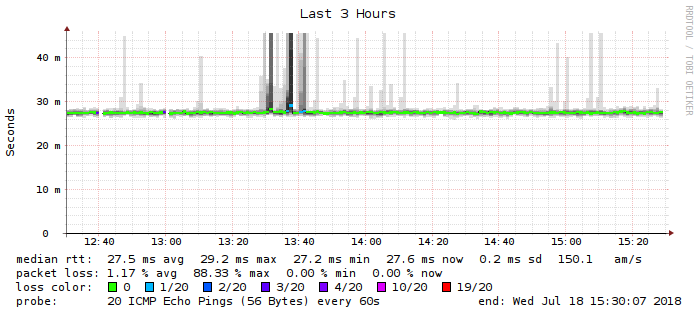 Last 3 Hours
RRDTOOL / TOBI OETIKER
Seconds
40 m
30 m
20 m
10 m
0
12:40 13:00 13:20 13:40 14:00 14:20 14:40 15:00 15:20
median rtt: 27.5 ms avg 29.2 ms max 27.2 ms min 27.6 ms now 0.2 ms sd 150.1 am/s
packet loss: 1.17 % avg 88.33 % max 0.00 % min 0.00 % now
loss color: 0 1/20 2/20 3/20 4/20 10/20 19/20
probe: 20 ICMP Echo Pings (56 Bytes) every 60s end: Wed Jul 18 15:30:07 2018